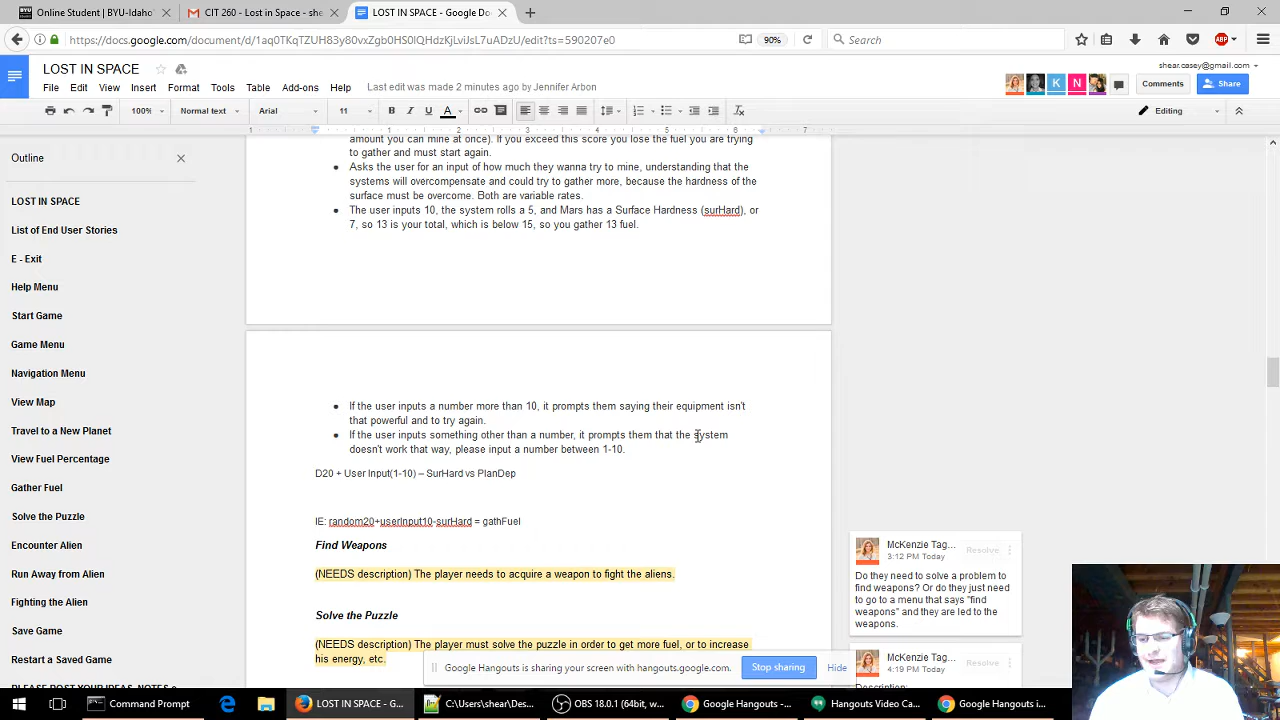 Online Student | BYU-Idaho
CIT 260 - Lost in Space - she
LOST IN SPACE - Google Do
https://docs.google.com/document/d/1aq0TKqTZUH83y80vxZgb0HS0IQHdzKjLviJsL7uADzU/edit?ts=590207e0
90%
Search
LOST IN SPACE
shear.casey@gmail.com
File Edit View Insert Format Tools Table Add-ons Help Last edit was made 2 minutes ago by Jennifer Arbon
K N Comments Share
100% Normal text Arial 11 Editing
1 1 2 3 4 5 6 7
Outline
LOST IN SPACE
List of End User Stories
E - Exit
Help Menu
Start Game
Game Menu
Navigation Menu
View Map
Travel to a New Planet
View Fuel Percentage
Gather Fuel
Solve the Puzzle
Encounter Alien
Run Away from Alien
Fighting the Alien
Save Game
Restart a Saved Game
amount you can mine at once). If you exceed this score you lose the fuel you are trying
to gather and must start again.
Asks the user for an input of how much they wanna try to mine, understanding that the
systems will overcompensate and could try to gather more, because the hardness of the
surface must be overcome. Both are variable rates.
The user inputs 10, the system rolls a 5, and Mars has a Surface Hardness (surHard), or
7, so 13 is your total, which is below 15, so you gather 13 fuel.
If the user inputs a number more than 10, it prompts them saying their equipment isn't
that powerful and to try again.
If the user inputs something other than a number, it prompts them that the system
doesn't work that way, please input a number between 1-10.
D20 + User Input(1-10) – SurHard vs PlanDep
IE: random20+userInput10-surHard = gathFuel
Find Weapons
(NEEDS description) The player needs to acquire a weapon to fight the aliens.
Solve the Puzzle
(NEEDS description) The player must solve the puzzle in order to get more fuel, or to increase
his energy, etc.
McKenzie Tag... Resolve
3:12 PM Today
Do they need to solve a problem to
find weapons? Or do they just need
to go to a menu that says "find
weapons" and they are led to the
weapons.
McKenzie Tag... Resolve
4:19 PM Today
Google Hangouts is sharing your screen with hangouts.google.com. Stop sharing Hide
Command Prompt
LOST IN SPACE - G...
C:\Users\shear\Des...
OBS 18.0.1 (64bit, w...
Google Hangouts -...
Hangouts Video Ca...
Google Hangouts i...